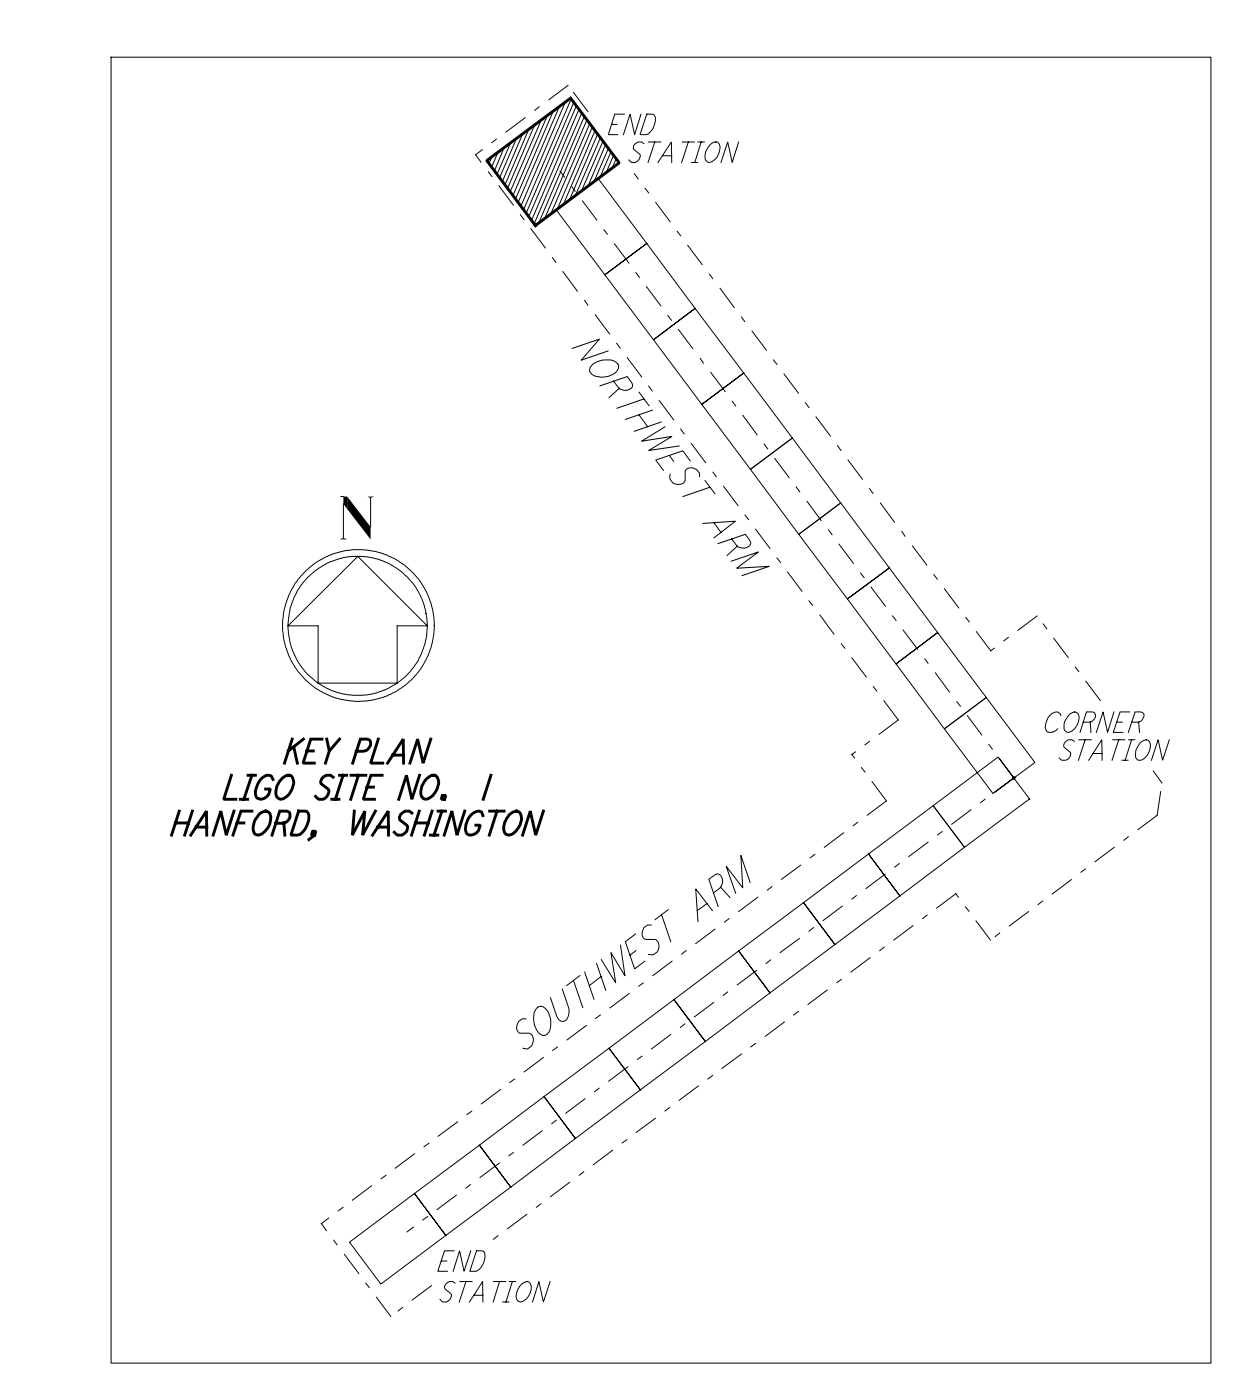 END
STATION
NORTHWEST ARM
N
CORNER
STATION
KEY PLAN
LIGO SITE NO. 1
HANFORD, WASHINGTON
SOUTHWEST ARM
END
STATION